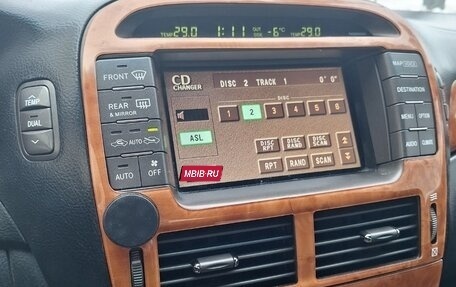 TEMP 29.0 1:11 OUT SIDE -6°C TEMP 29.0
FRONT
REAR & MIRROR
AUTO
AUTO OFF
TEMP
DUAL
CD CHANGER DISC 2 TRACK 1 0' 0"
DISC
1 2 3 4 5 6
ASL
DISC RPT DISC RAND DISC SCAN
RPT RAND SCAN
MAP
DESTINATION
MENU OPTION
AUDIO CLIMATE
MBIB.RU